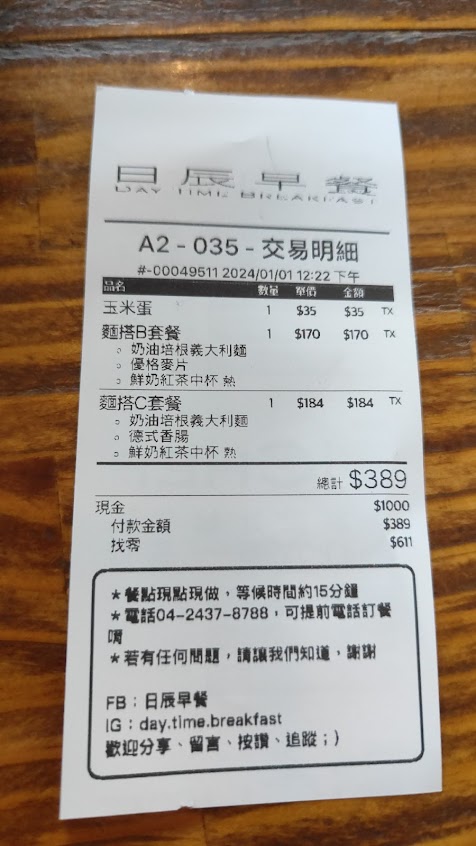 日辰早餐
DAY TIME BREAKFAST
A2 - 035 - 交易明細
#-00049511 2024/01/01 12:22 下午
品名 數量 單價 金額
玉米蛋 1 $35 $35 TX
麵搭B套餐 1 $170 $170 TX
。 奶油培根義大利麵
。 優格麥片
。 鮮奶紅茶中杯 熱
麵搭C套餐 1 $184 $184 TX
。 奶油培根義大利麵
。 德式香腸
。 鮮奶紅茶中杯 熱
總計 $389
現金 $1000
付款金額 $389
找零 $611
★餐點現點現做，等候時間約15分鐘
★電話04-2437-8788，可提前電話訂餐
唷
★若有任何問題，請讓我們知道，謝謝
FB：日辰早餐
IG：day.time.breakfast
歡迎分享、留言、按讚、追蹤；)